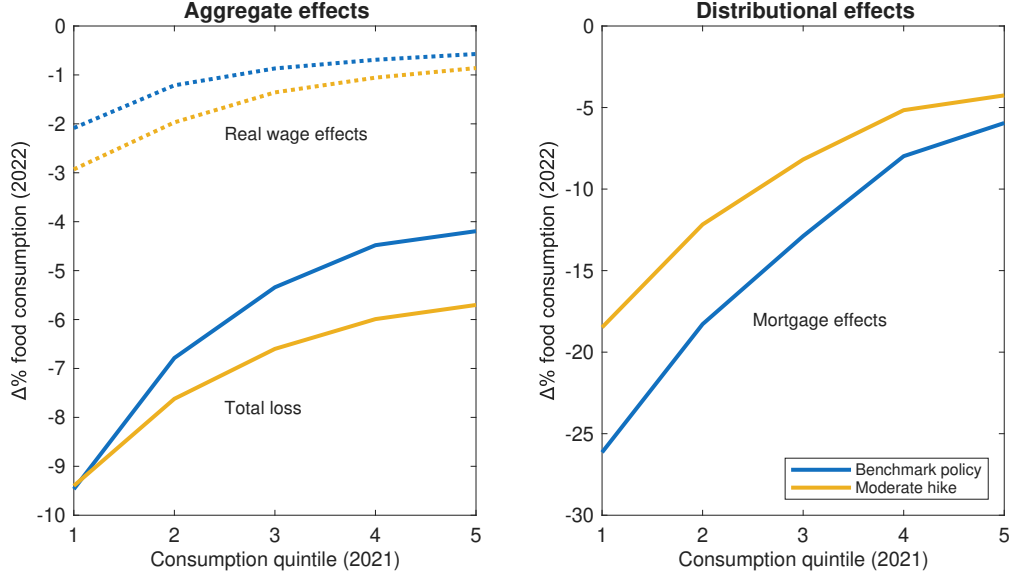 Aggregate effects
0
-1
-2
-3
-4
-5
-6
-7
-8
-9
-10
Δ% food consumption (2022)
Real wage effects
Total loss
1 2 3 4 5
Consumption quintile (2021)
Distributional effects
0
-5
-10
-15
-20
-25
-30
Δ% food consumption (2022)
Mortgage effects
Benchmark policy
Moderate hike
1 2 3 4 5
Consumption quintile (2021)